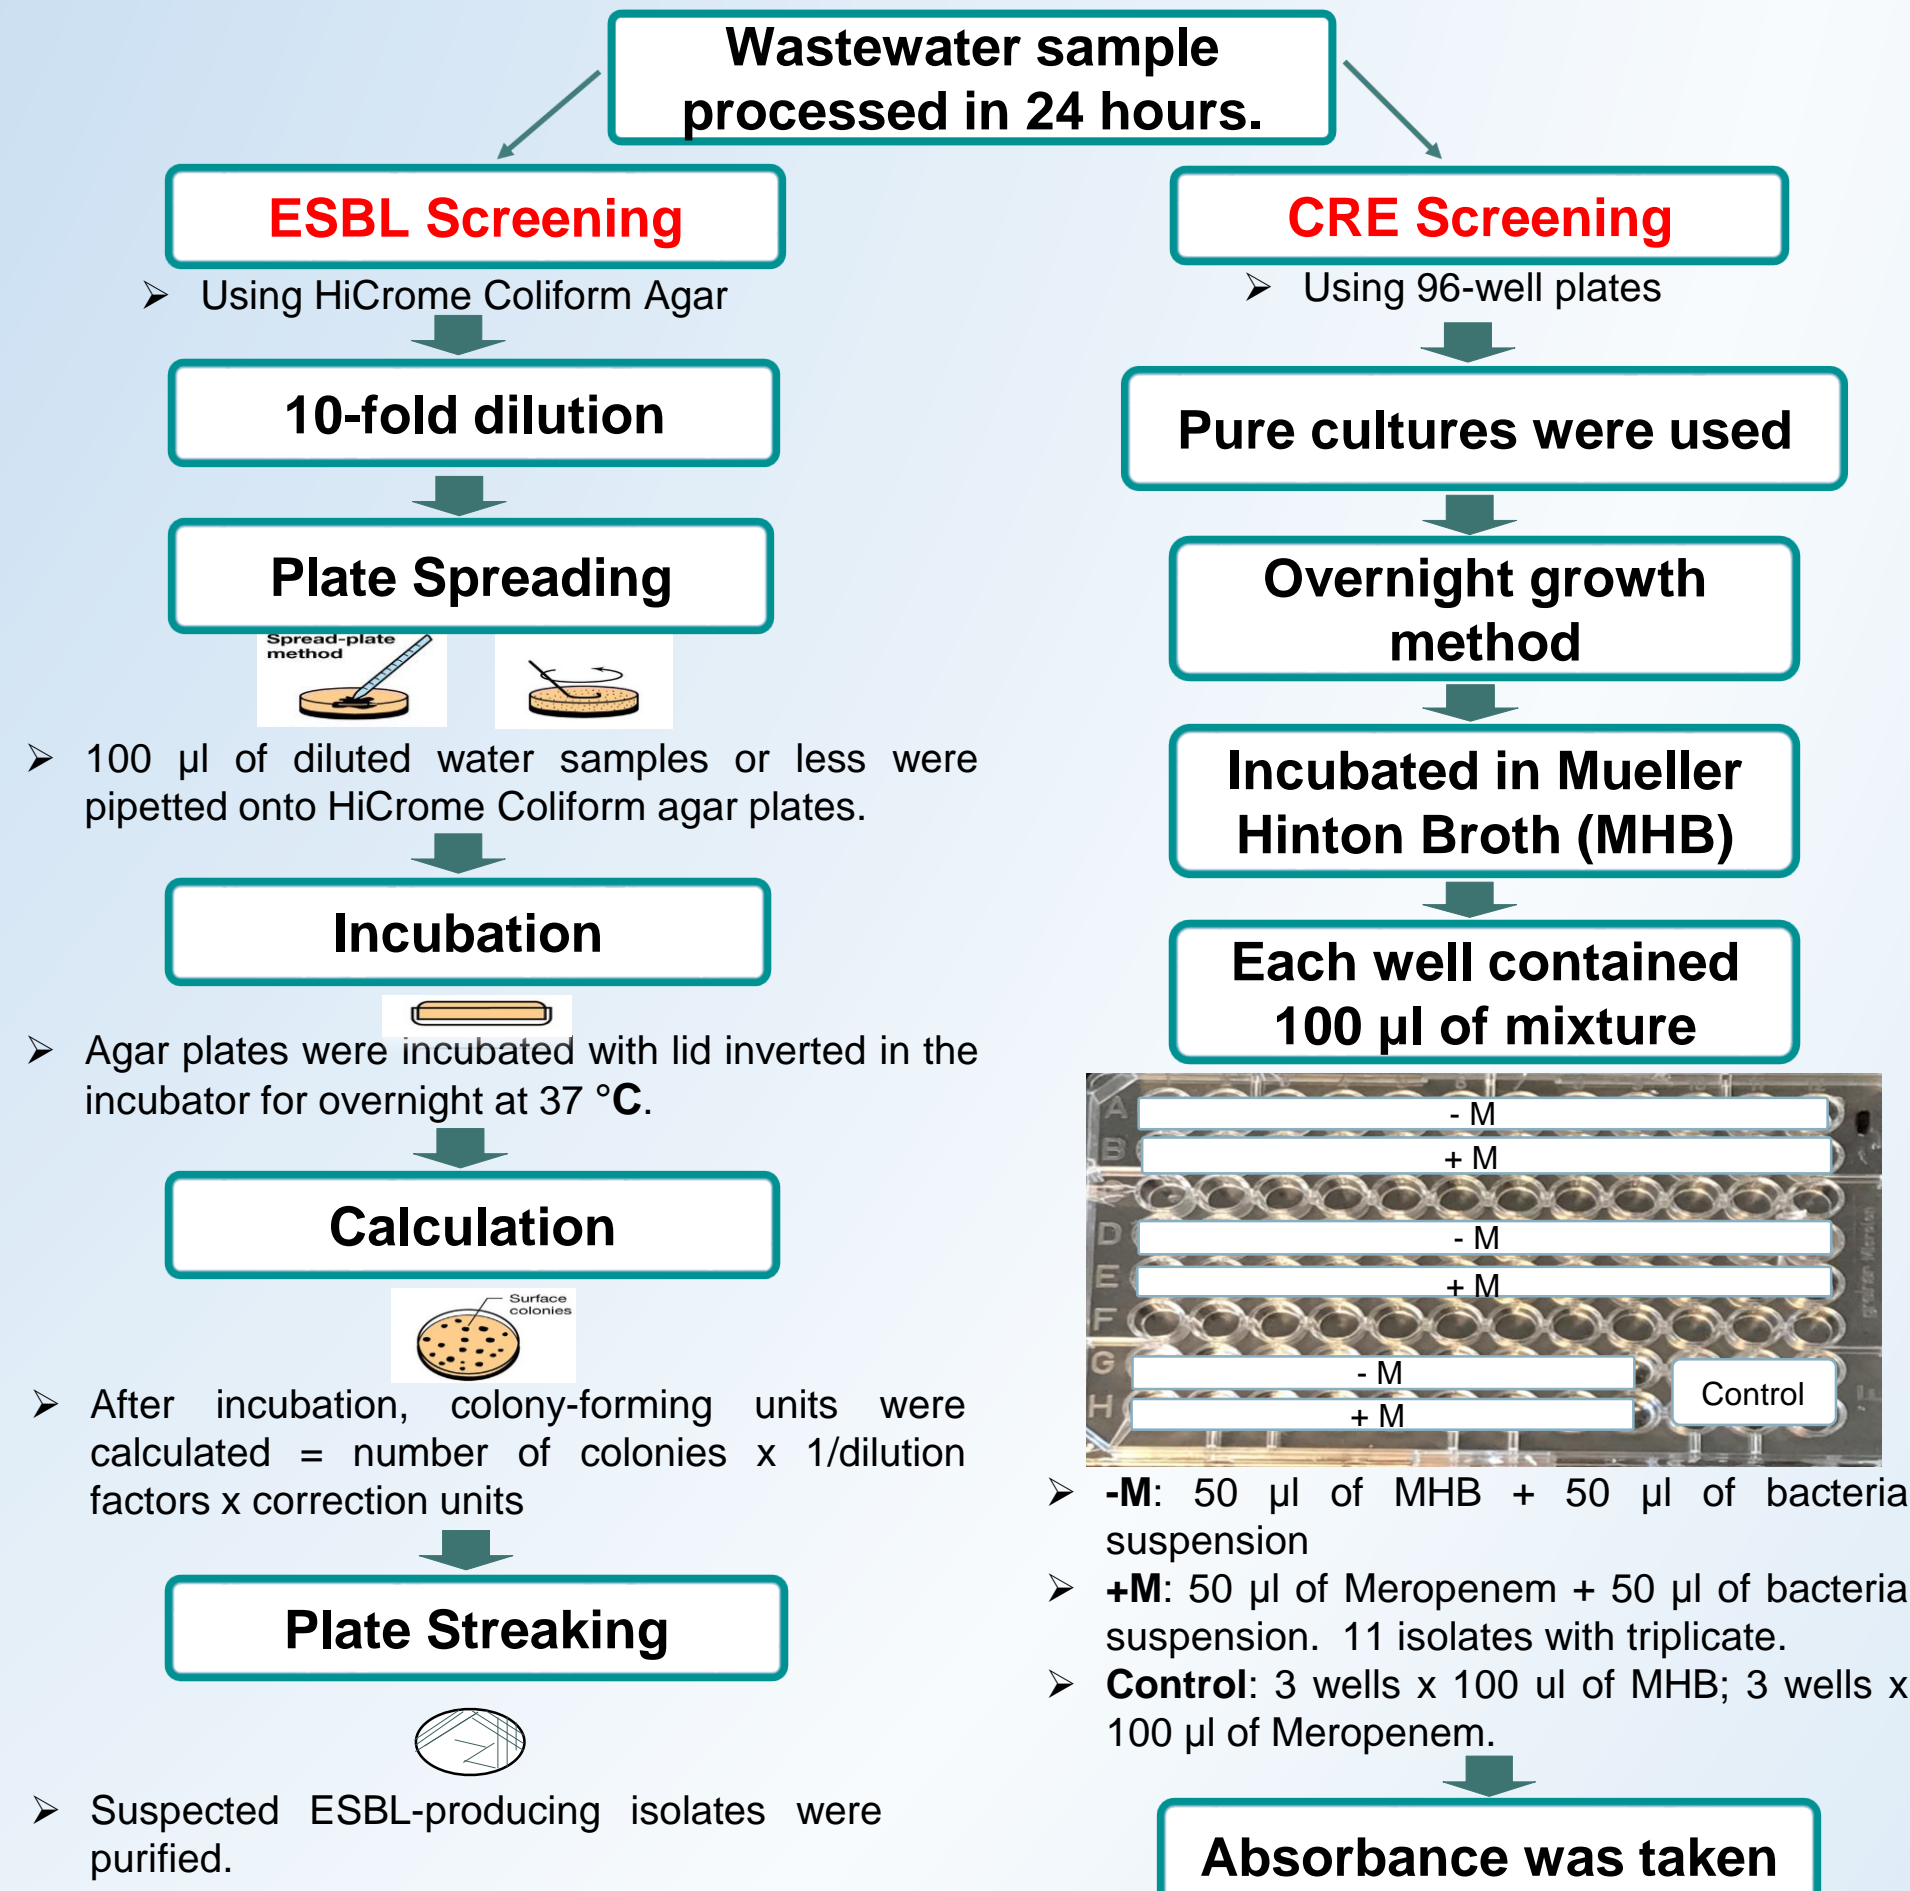 Wastewater sample
processed in 24 hours.
ESBL Screening
➢ Using HiCrome Coliform Agar
10-fold dilution
Plate Spreading
Spread-plate
method
➢ 100 µl of diluted water samples or less were
pipetted onto HiCrome Coliform agar plates.
Incubation
➢ Agar plates were incubated with lid inverted in the
incubator for overnight at 37 °C.
Calculation
Surface
colonies
➢ After incubation, colony-forming units were
calculated = number of colonies x 1/dilution
factors x correction units
Plate Streaking
➢ Suspected ESBL-producing isolates were
purified.
CRE Screening
➢ Using 96-well plates
Pure cultures were used
Overnight growth
method
Incubated in Mueller
Hinton Broth (MHB)
Each well contained
100 µl of mixture
A - M
B + M
D - M
E + M
F
G - M
H + M
Control
➢ -M: 50 µl of MHB + 50 µl of bacteria
suspension
➢ +M: 50 µl of Meropenem + 50 µl of bacteria
suspension. 11 isolates with triplicate.
➢ Control: 3 wells x 100 ul of MHB; 3 wells x
100 µl of Meropenem.
Absorbance was taken